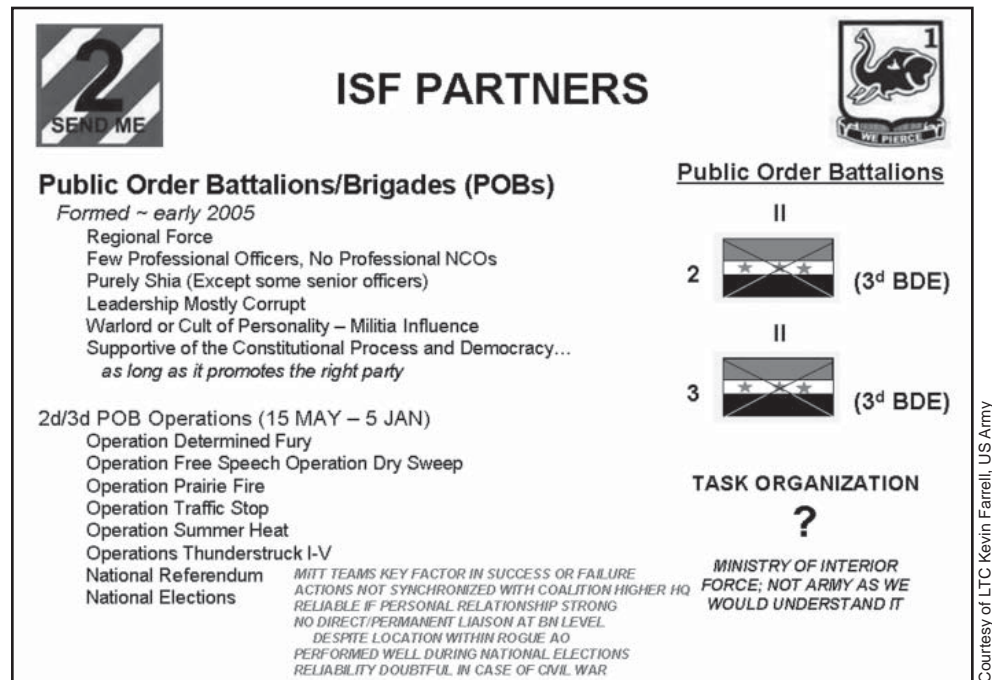 2
SEND ME
ISF PARTNERS
1
WE PIERCE
Public Order Battalions/Brigades (POBs)
Formed ~ early 2005
Regional Force
Few Professional Officers, No Professional NCOs
Purely Shia (Except some senior officers)
Leadership Mostly Corrupt
Warlord or Cult of Personality – Militia Influence
Supportive of the Constitutional Process and Democracy…
as long as it promotes the right party
2d/3d POB Operations (15 MAY – 5 JAN)
Operation Determined Fury
Operation Free Speech Operation Dry Sweep
Operation Prairie Fire
Operation Traffic Stop
Operation Summer Heat
Operations Thunderstruck I-V
National Referendum
National Elections
MiTT TEAMS KEY FACTOR IN SUCCESS OR FAILURE
ACTIONS NOT SYNCHRONIZED WITH COALITION HIGHER HQ
RELIABLE IF PERSONAL RELATIONSHIP STRONG
NO DIRECT/PERMANENT LIAISON AT BN LEVEL
DESPITE LOCATION WITHIN ROGUE AO
PERFORMED WELL DURING NATIONAL ELECTIONS
RELIABILITY DOUBTFUL IN CASE OF CIVIL WAR
Public Order Battalions
II
2 (3d BDE)
II
3 (3d BDE)
TASK ORGANIZATION
?
MINISTRY OF INTERIOR
FORCE; NOT ARMY AS WE
WOULD UNDERSTAND IT
Courtesy of LTC Kevin Farrell, US Army